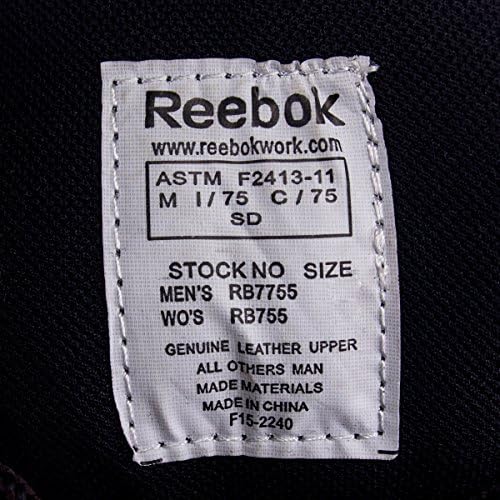 Reebok
www.reebokwork.com
ASTM F2413-11
M I/75 C/75
SD
STOCK NO SIZE
MEN'S RB7755
WO'S RB755
GENUINE LEATHER UPPER
ALL OTHERS MAN
MADE MATERIALS
MADE IN CHINA
F15-2240